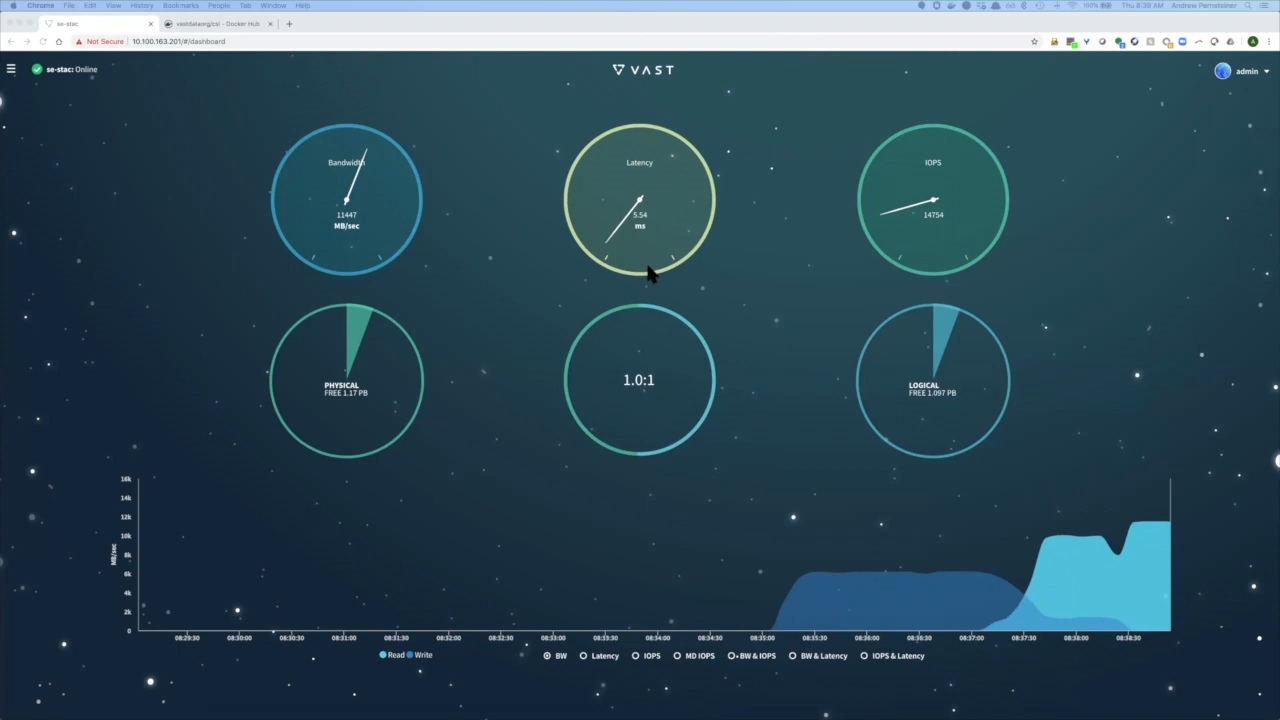 Chrome File Edit View History Bookmarks People Tab Window Help 100% Thu 8:39 AM Andrew Pernsteiner
se-stac vastdataorg/csi - Docker Hub
Not Secure 10.100.163.201/#/dashboard
se-stac: Online VAST admin
Bandwidth Latency IOPS
11447 5.54 14754
MB/sec ms
1.0:1
PHYSICAL LOGICAL
FREE 1.17 PB FREE 1.097 PB
16k
14k
12k
10k
8k
6k
4k
2k
0
MB/sec
08:29:30 08:30:00 08:30:30 08:31:00 08:31:30 08:32:00 08:32:30 08:33:00 08:33:30 08:34:00 08:34:30 08:35:00 08:35:30 08:36:00 08:36:30 08:37:00 08:37:30 08:38:00 08:38:30
Read Write BW Latency IOPS MD IOPS BW & IOPS BW & Latency IOPS & Latency